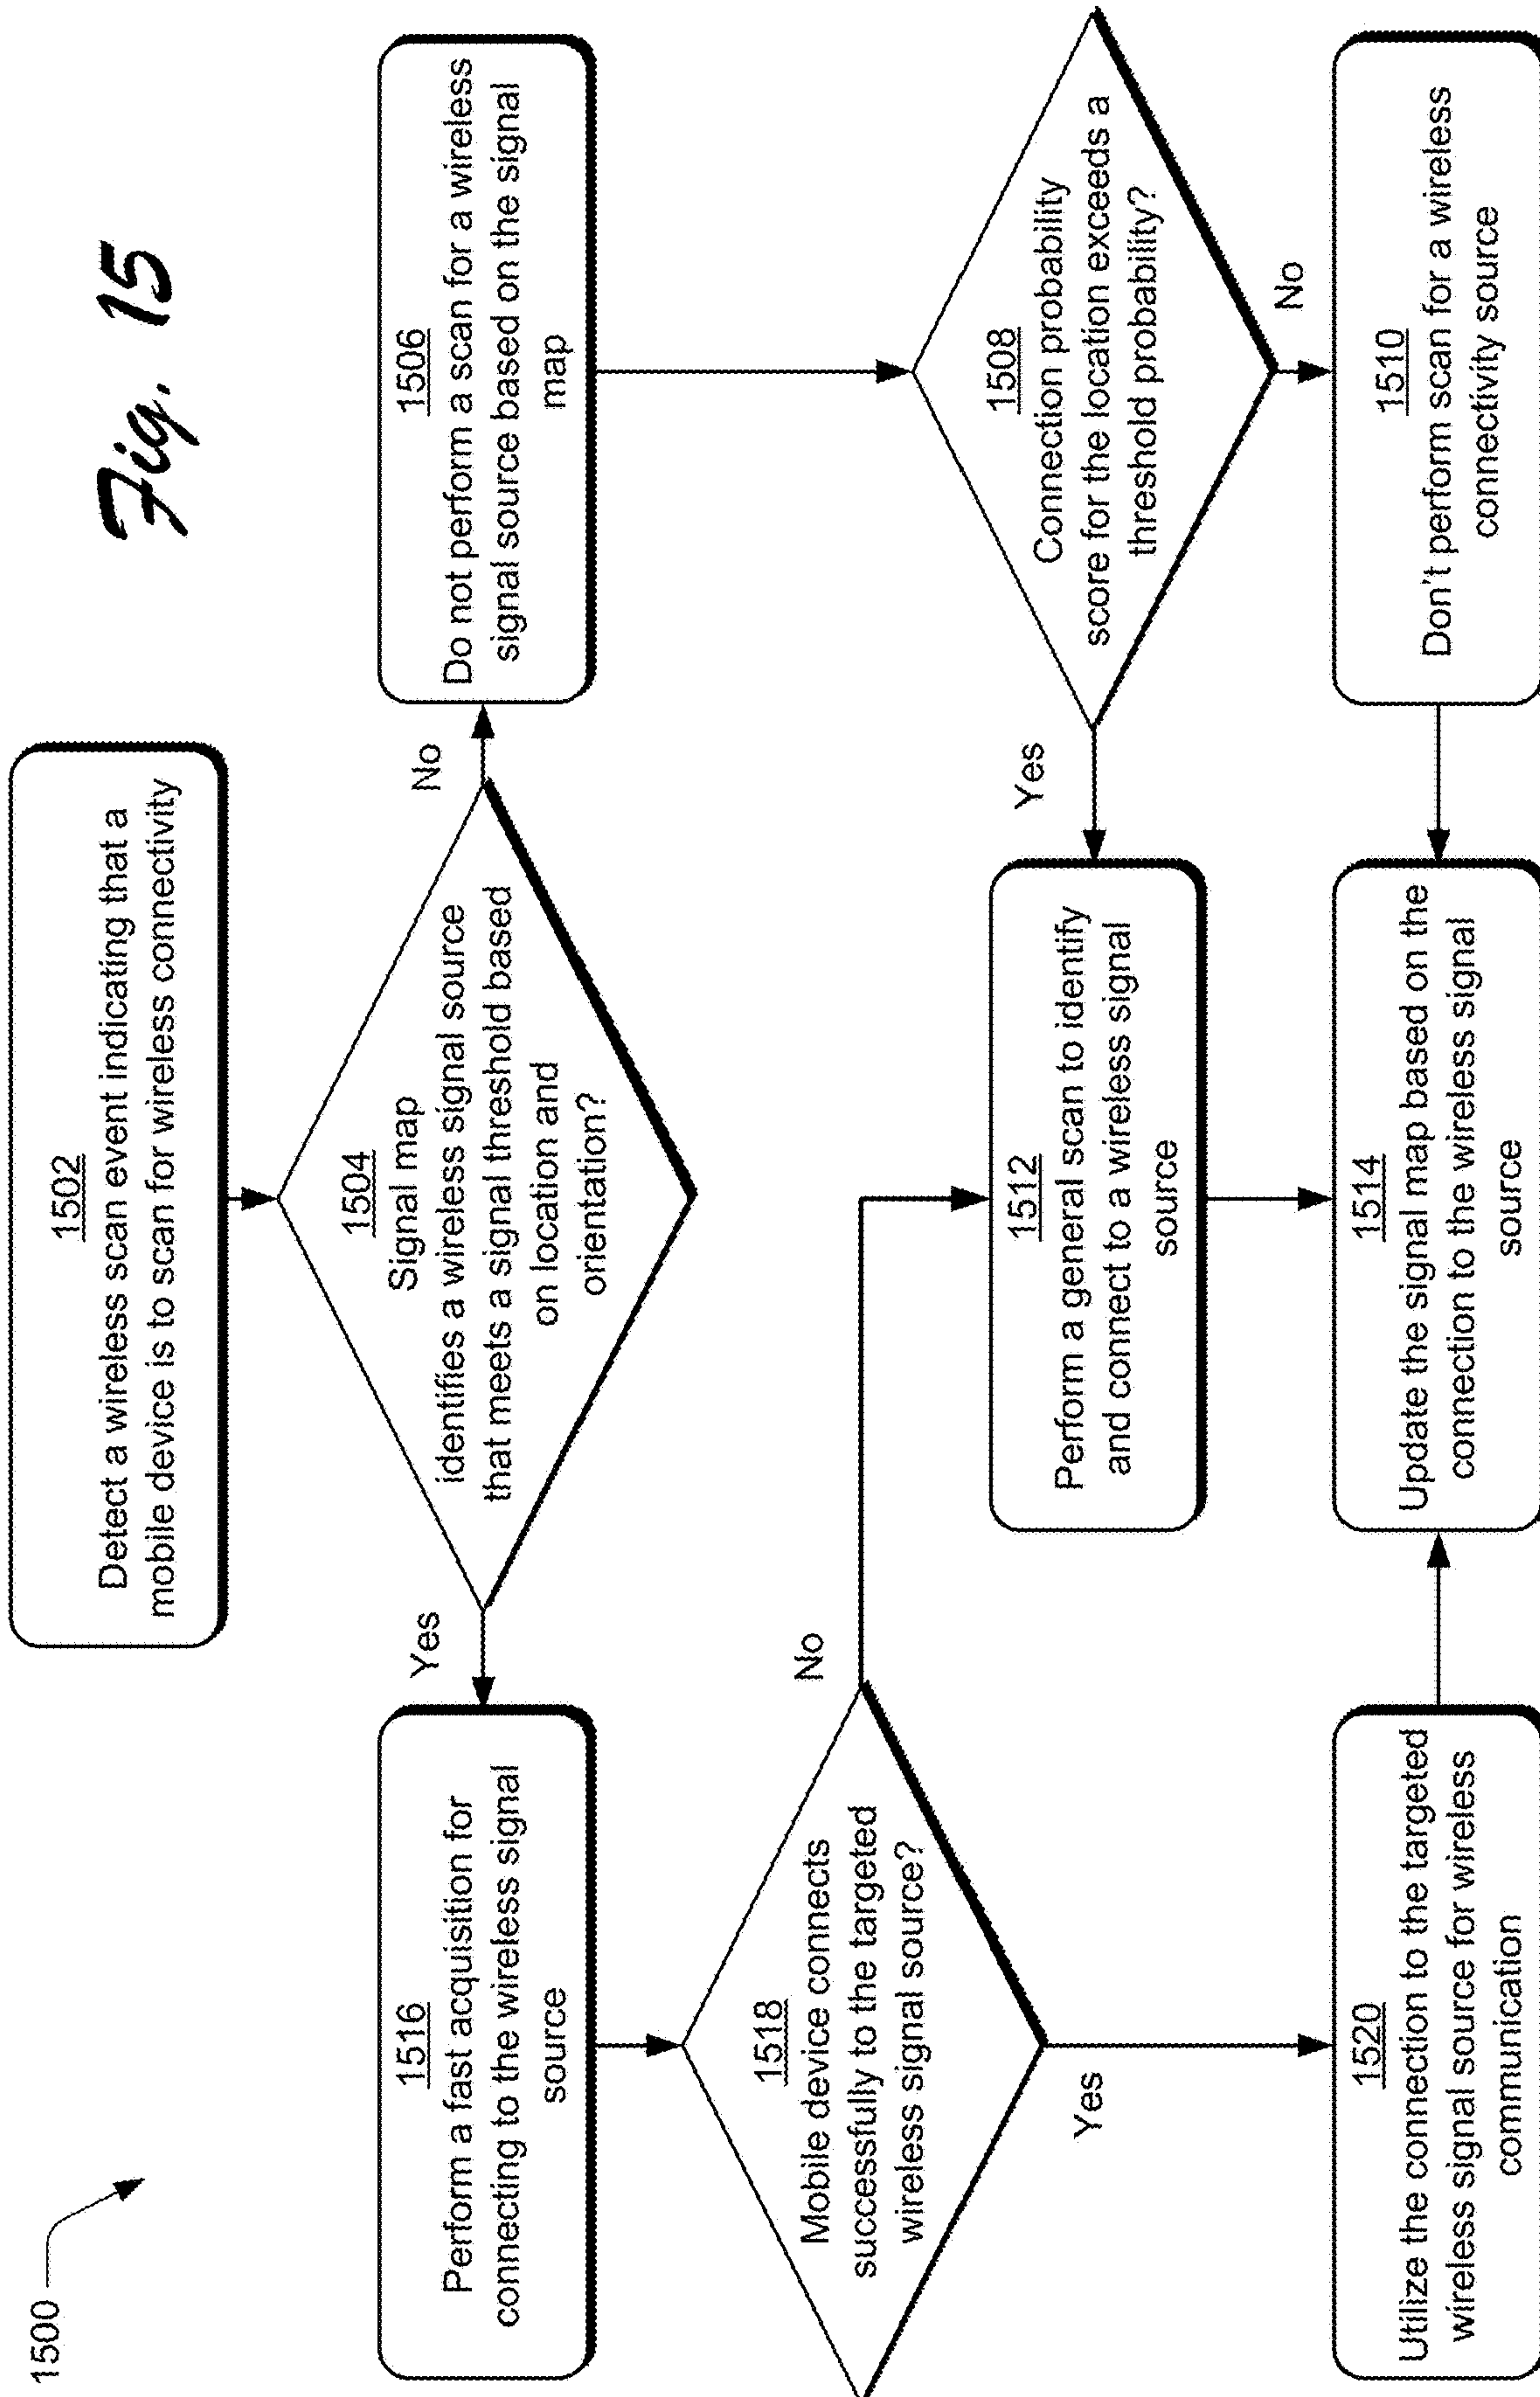 1500
Fig. 15
1502
Detect a wireless scan event indicating that a
mobile device is to scan for wireless connectivity
1504
Signal map
identifies a wireless signal source
that meets a signal threshold based
on location and
orientation?
Yes
No
1516
Perform a fast acquisition for
connecting to the wireless signal
source
1506
Do not perform a scan for a wireless
signal source based on the signal
map
1518
Mobile device connects
successfully to the targeted
wireless signal source?
No
Yes
1508
Connection probability
score for the location exceeds a
threshold probability?
Yes
No
1512
Perform a general scan to identify
and connect to a wireless signal
source
1520
Utilize the connection to the targeted
wireless signal source for wireless
communication
1514
Update the signal map based on the
connection to the wireless signal
source
1510
Don't perform scan for a wireless
connectivity source